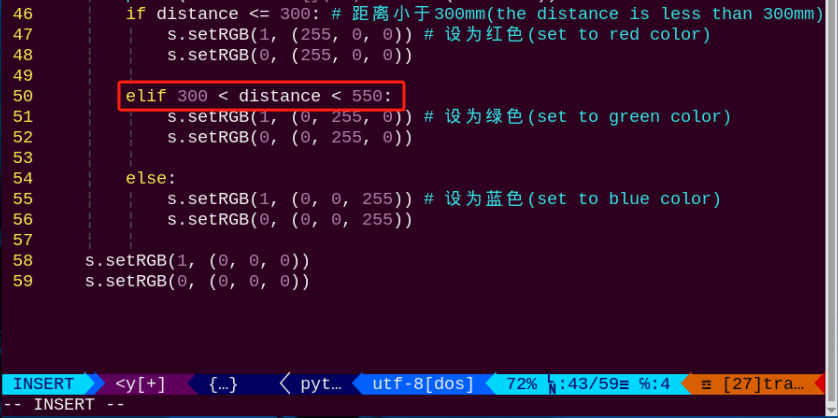 46 if distance <= 300: # 距离小于300mm(the distance is less than 300mm)
47 s.setRGB(1, (255, 0, 0)) # 设为红色(set to red color)
48 s.setRGB(0, (255, 0, 0))
49
50 elif 300 < distance < 550:
51 s.setRGB(1, (0, 255, 0)) # 设为绿色(set to green color)
52 s.setRGB(0, (0, 255, 0))
53
54 else:
55 s.setRGB(1, (0, 0, 255)) # 设为蓝色(set to blue color)
56 s.setRGB(0, (0, 0, 255))
57
58 s.setRGB(1, (0, 0, 0))
59 s.setRGB(0, (0, 0, 0))
INSERT <y[+] {…} pyt… utf-8[dos] 72% ㏑:43/59≡ ℅:4 ☲ [27]tra…
-- INSERT --